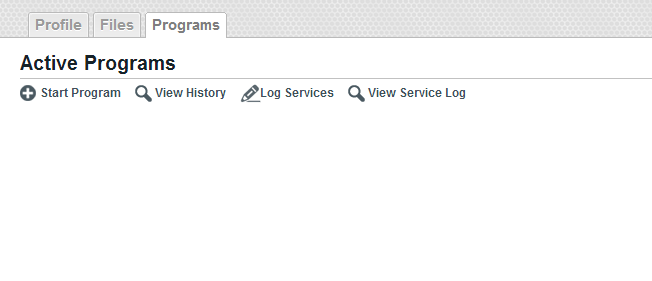 Profile Files Programs
Active Programs
Start Program View History Log Services View Service Log